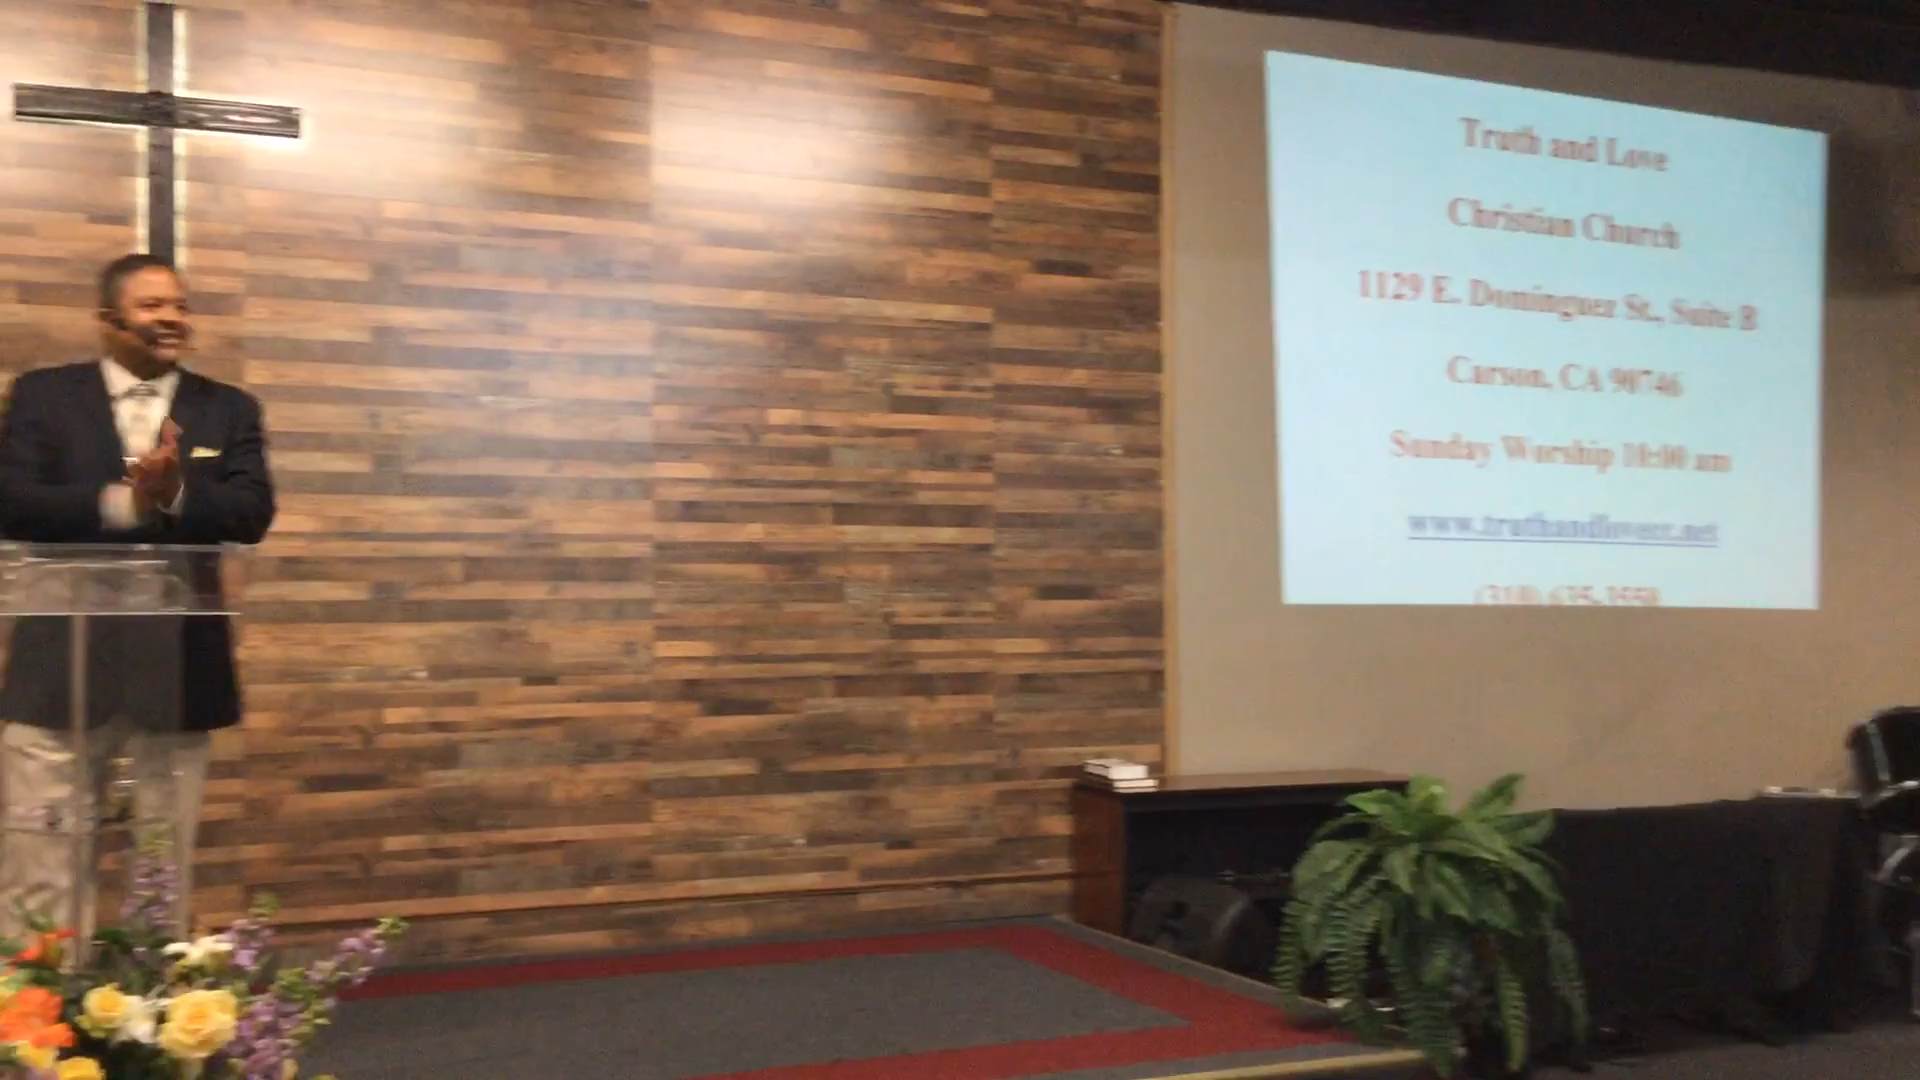 Truth and Love
Christian Church
1129 E. Dominguez St., Suite B
Carson, CA 90746
Sunday Worship 10:00 am